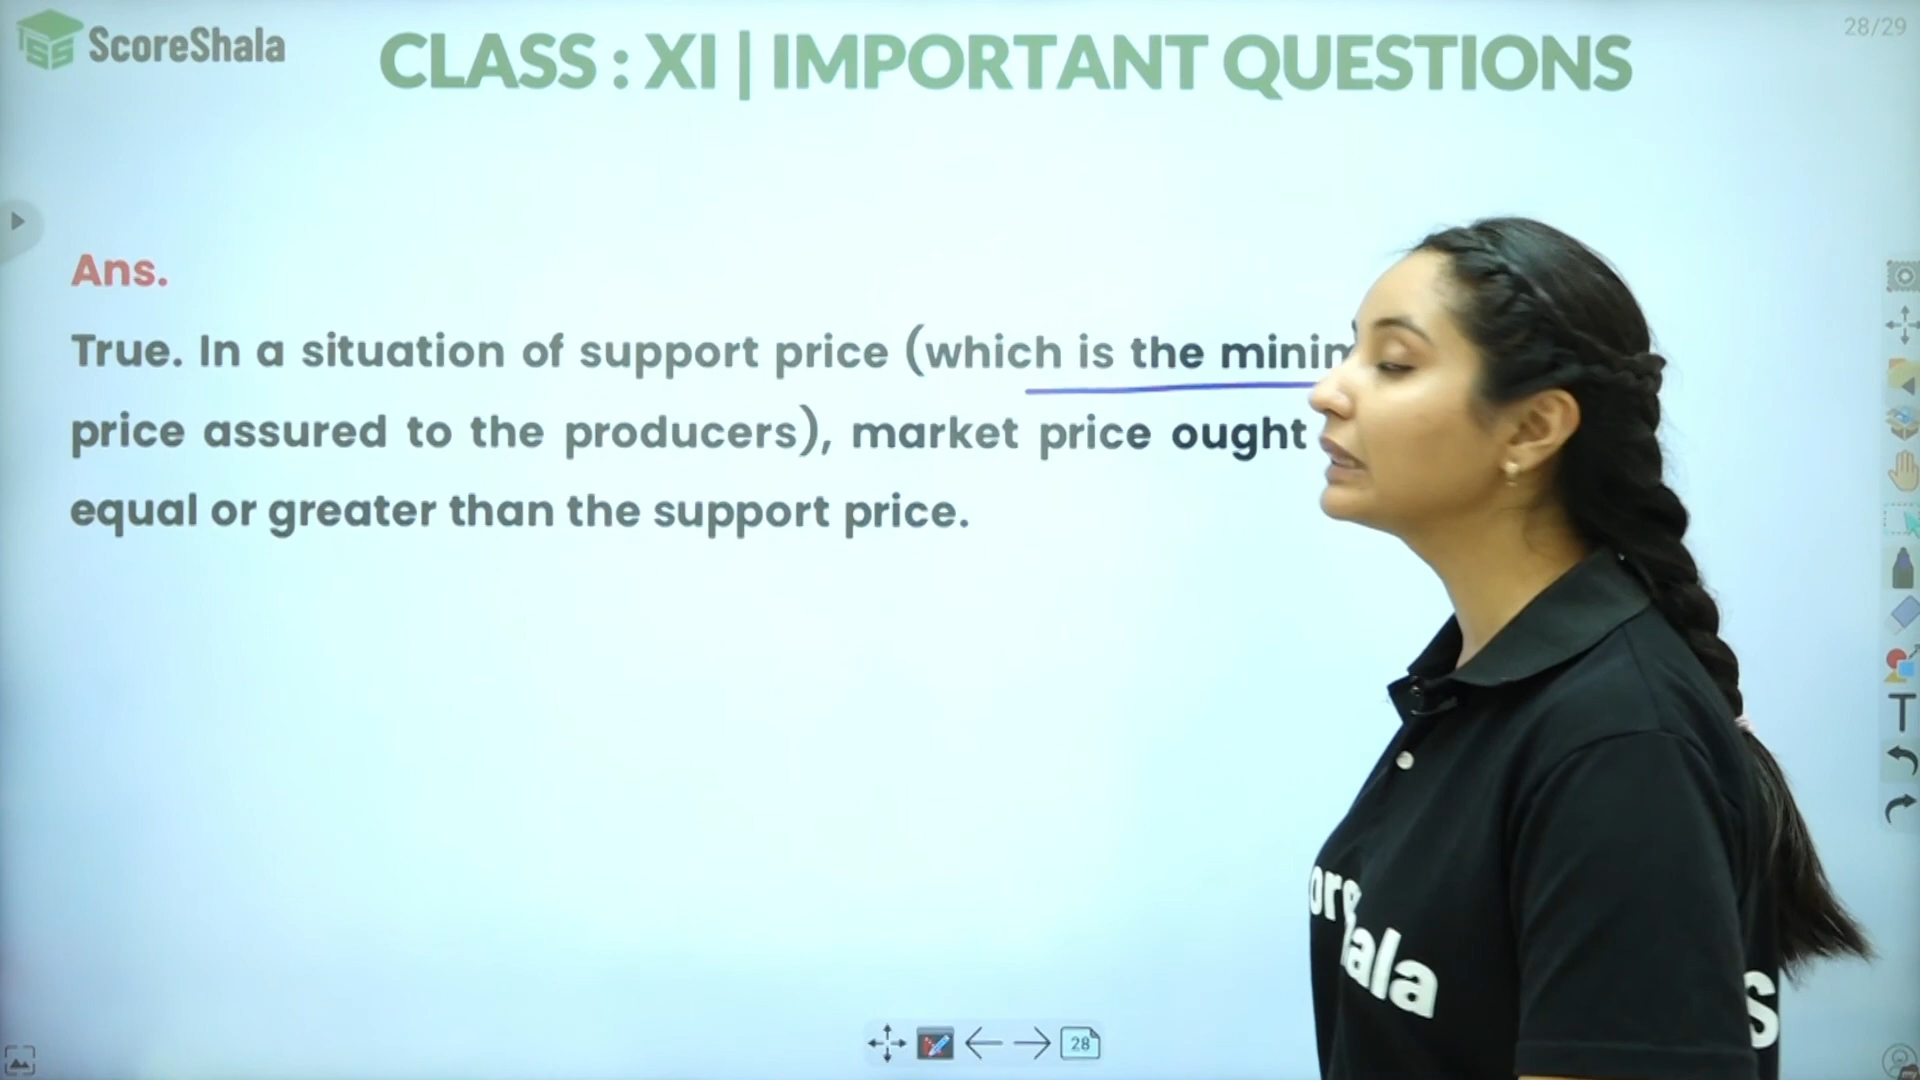 ScoreShala
CLASS : XI | IMPORTANT QUESTIONS
28/29
Ans.
True. In a situation of support price (which is the
price assured to the producers), market price ought
equal or greater than the support price.
ala
S
28